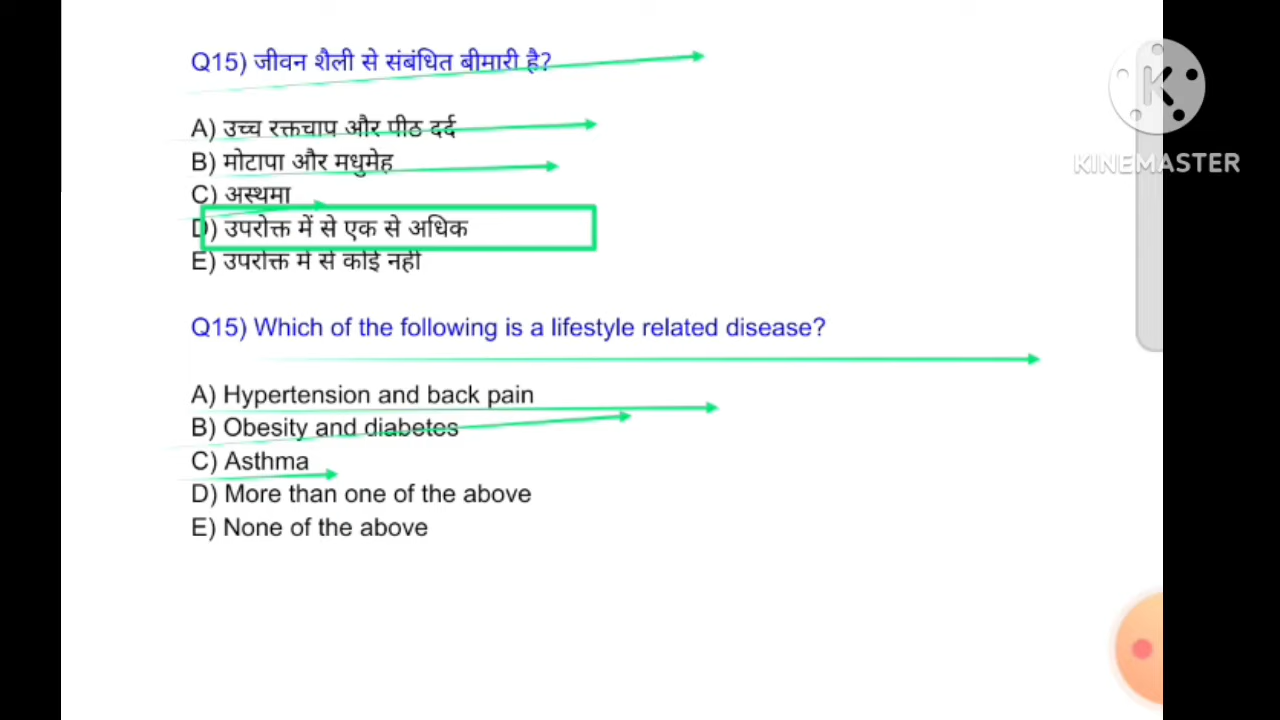 Q15) जीवन शैली से संबंधित बीमारी है?
A) उच्च रक्तचाप और पीठ दर्द
B) मोटापा और मधुमेह
C) अस्थमा
D) उपरोक्त में से एक से अधिक
E) उपरोक्त में से कोई नहीं
Q15) Which of the following is a lifestyle related disease?
A) Hypertension and back pain
B) Obesity and diabetes
C) Asthma
D) More than one of the above
E) None of the above
K
KINEMASTER